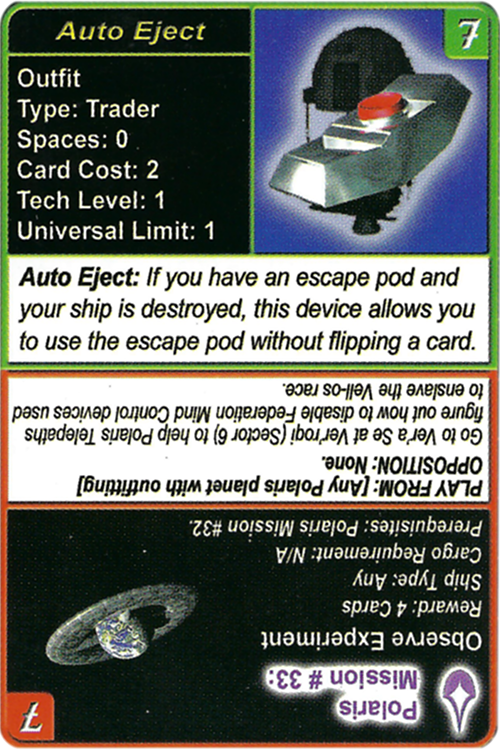 Auto Eject
7
Outfit
Type: Trader
Spaces: 0
Card Cost: 2
Tech Level: 1
Universal Limit: 1
Auto Eject: If you have an escape pod and
your ship is destroyed, this device allows you
to use the escape pod without flipping a card.
7
Polaris
Mission # 33:
Observe Experiment
Reward: 4 Cards
Ship Type: Any
Cargo Requirement: N/A
Prerequisites: Polaris Mission #32.
PLAY FROM: [Any Polaris planet with outfitting]
OPPOSITION: None.
Go to Ver'a Se at Ver'roqi (Sector 6) to help Polaris Telepaths
figure out how to disable Federation Mind Control devices used
to enslave the Vell-os race.